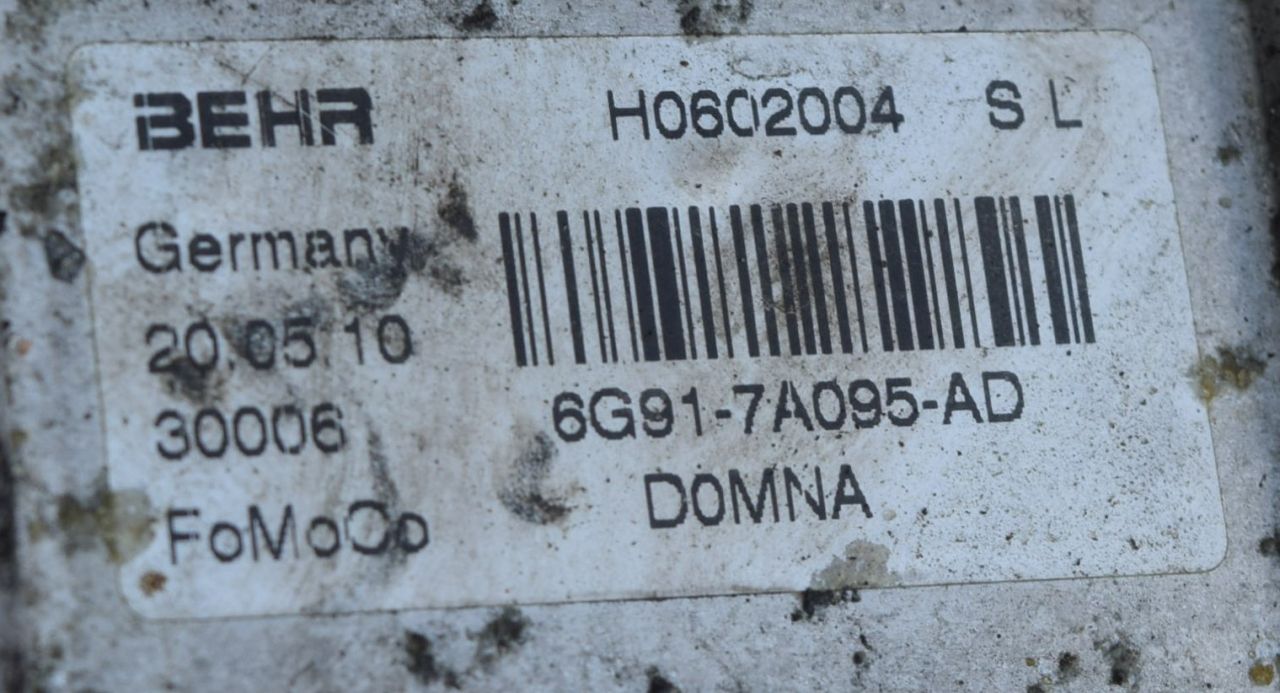 BEHR H0602004 S L
Germany
20.05.10
30006 6G91-7A095-AD
FoMoCo D0MNA